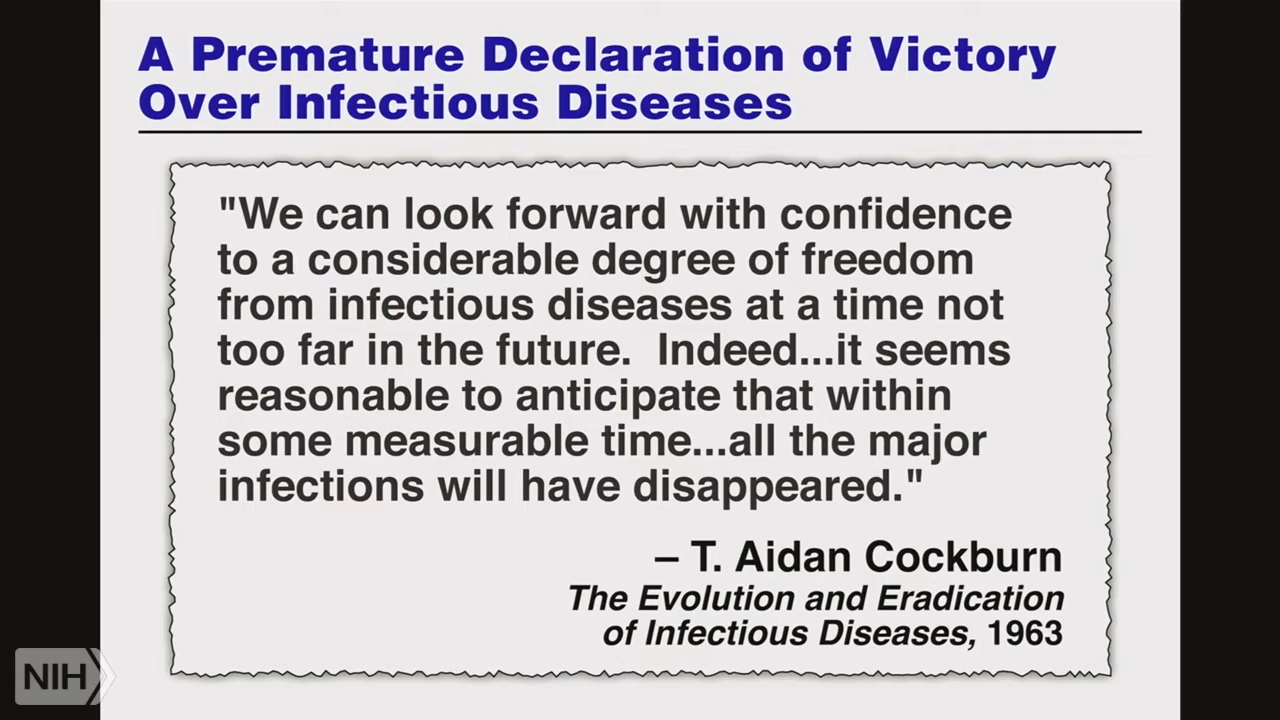 A Premature Declaration of Victory
Over Infectious Diseases
"We can look forward with confidence
to a considerable degree of freedom
from infectious diseases at a time not
too far in the future.  Indeed...it seems
reasonable to anticipate that within
some measurable time...all the major
infections will have disappeared."
– T. Aidan Cockburn
The Evolution and Eradication
of Infectious Diseases, 1963
NIH